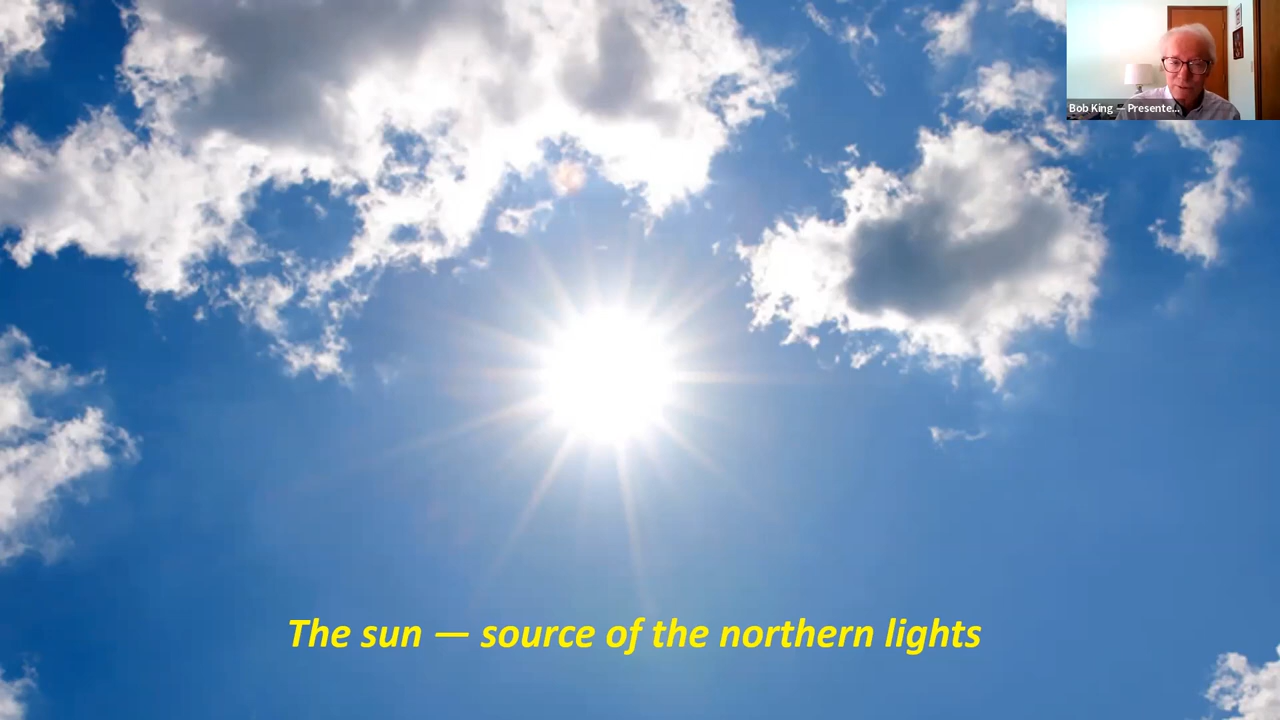 Bob King — Presente...
The sun — source of the northern lights